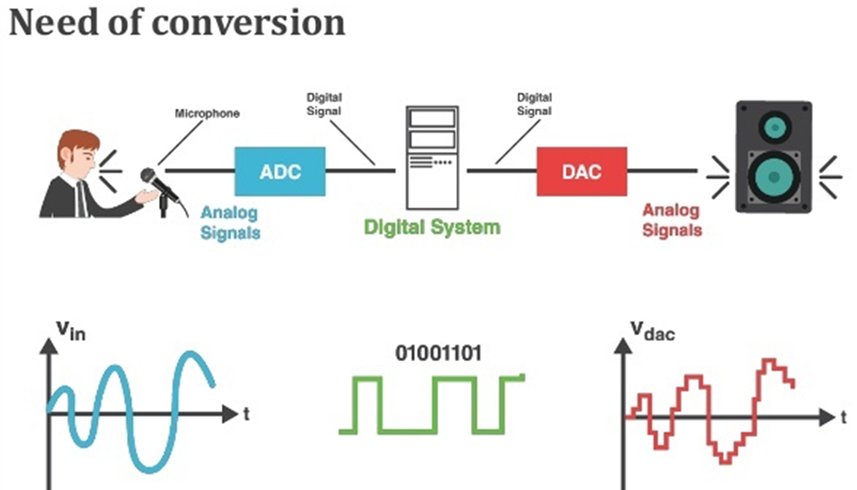 Need of conversion
Microphone
Digital
Signal
Digital
Signal
ADC
DAC
Analog
Signals
Digital System
Analog
Signals
Vin
t
01001101
Vdac
t